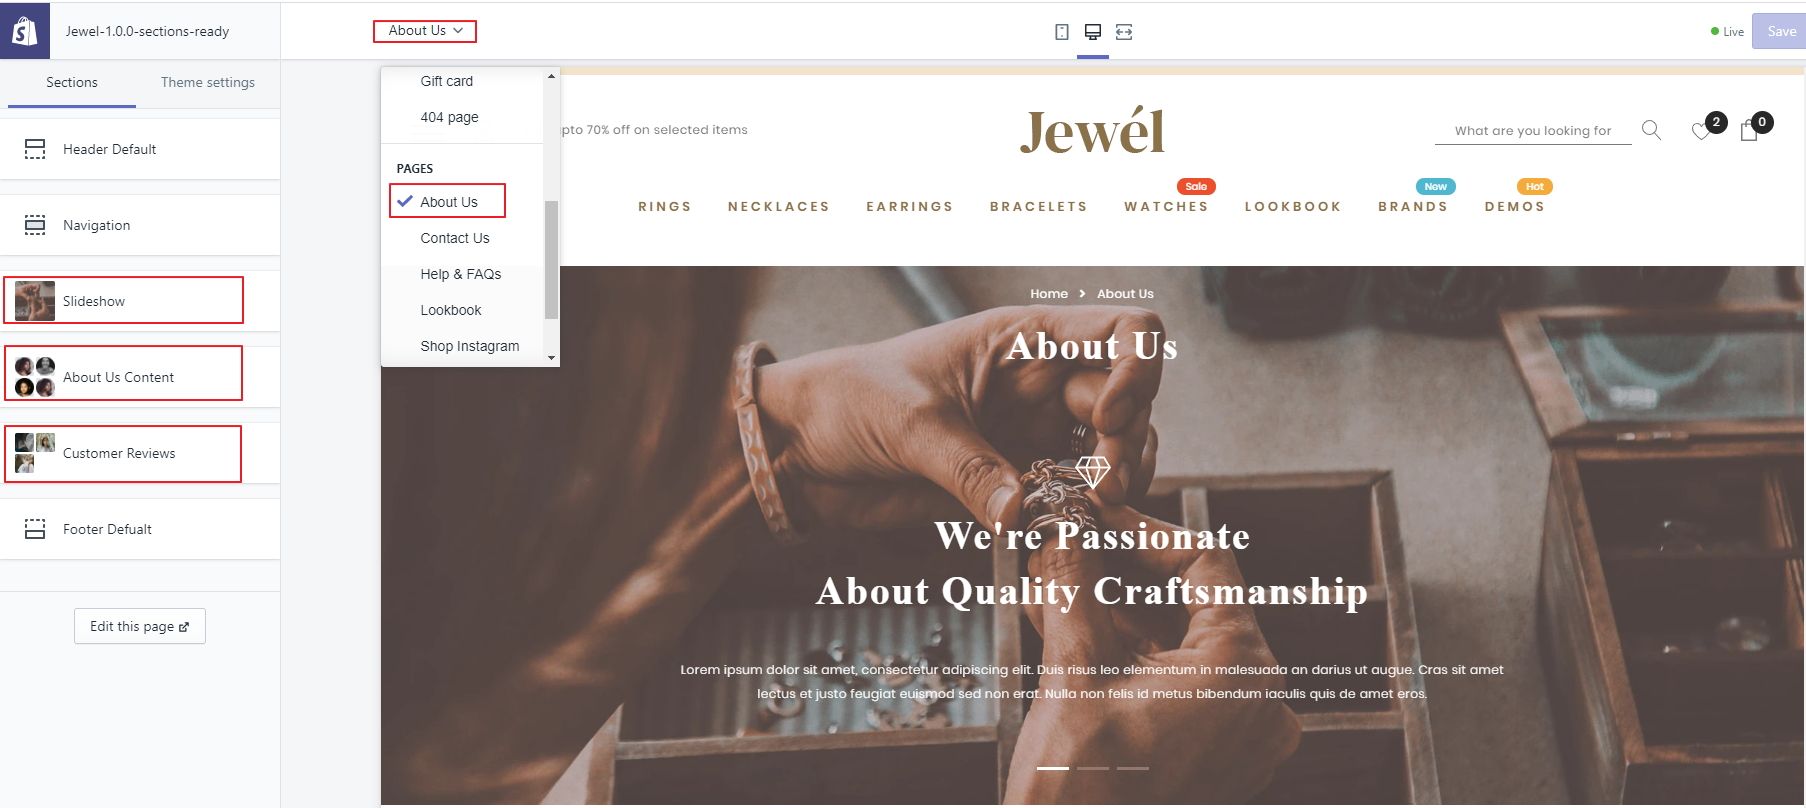 Jewel-1.0.0-sections-ready
About Us
Live
Save
Sections
Theme settings
Header Default
Navigation
Slideshow
About Us Content
Customer Reviews
Footer Defualt
Edit this page
Gift card
404 page
PAGES
About Us
Contact Us
Help & FAQs
Lookbook
Shop Instagram
70% off on selected items
Jewél
What are you looking for
2
0
Sale
New
Hot
RINGS NECKLACES EARRINGS BRACELETS WATCHES LOOKBOOK BRANDS DEMOS
Home > About Us
About Us
We're Passionate
About Quality Craftsmanship
Lorem ipsum dolor sit amet, consectetur adipiscing elit. Duis risus leo elementum in malesuada an darius ut augue. Cras sit amet
lectus et justo feugiat euismod sed non erat. Nulla non felis id metus bibendum iaculis quis de amet eros.